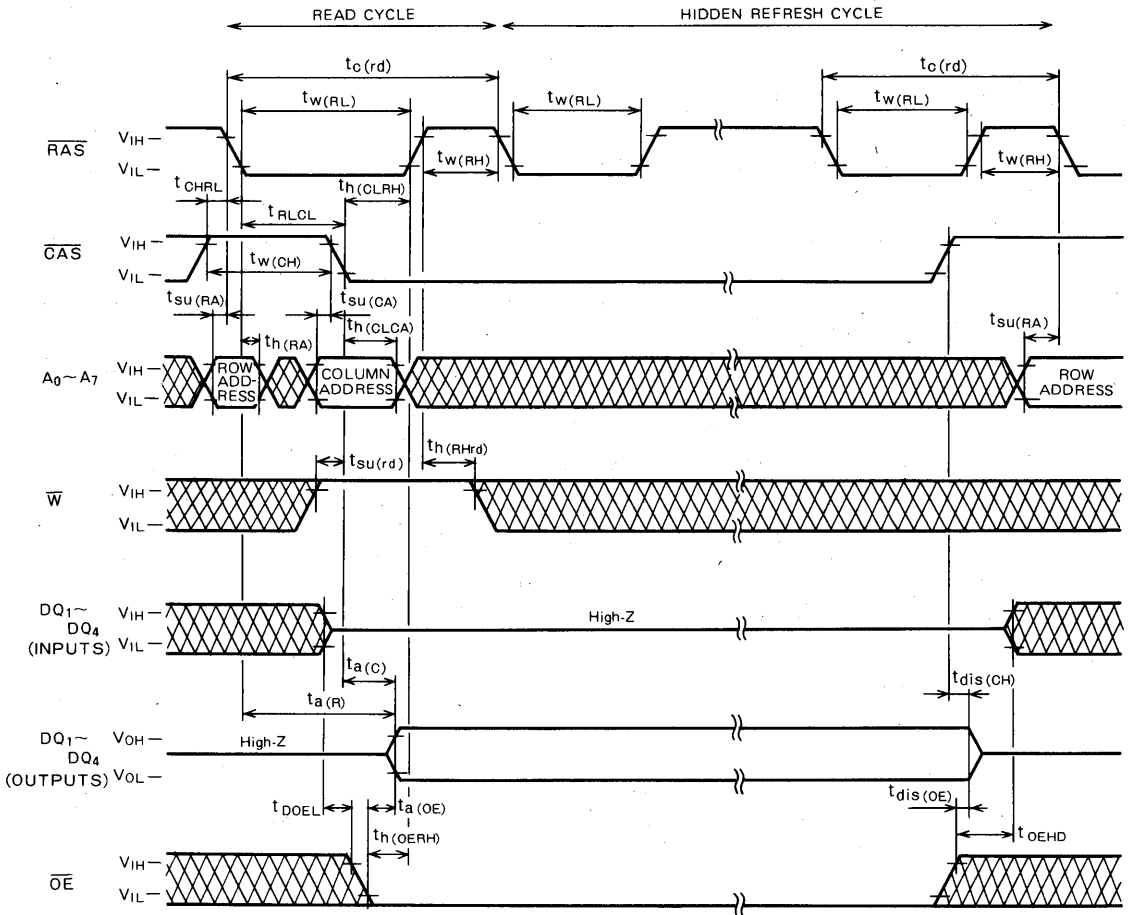 READ CYCLE
HIDDEN REFRESH CYCLE
tc(rd)
tc(rd)
tw(RL)
tw(RL)
tw(RL)
RAS
VIH
VIL
tw(RH)
tw(RH)
tCHRL
th(CLRH)
tRLCL
CAS
VIH
VIL
tw(CH)
tsu(RA)
tsu(CA)
th(CLCA)
tsu(RA)
th(RA)
A0~A7
VIH
VIL
ROW
ADD-
RESS
COLUMN
ADDRESS
ROW
ADDRESS
tsu(rd)
th(RHrd)
W
VIH
VIL
DQ1~
DQ4
(INPUTS)
VIH
VIL
High-Z
ta(C)
tdis(CH)
ta(R)
DQ1~
DQ4
(OUTPUTS)
VOH
VOL
High-Z
tDOEL
ta(OE)
tdis(OE)
th(OERH)
tOEHD
OE
VIH
VIL